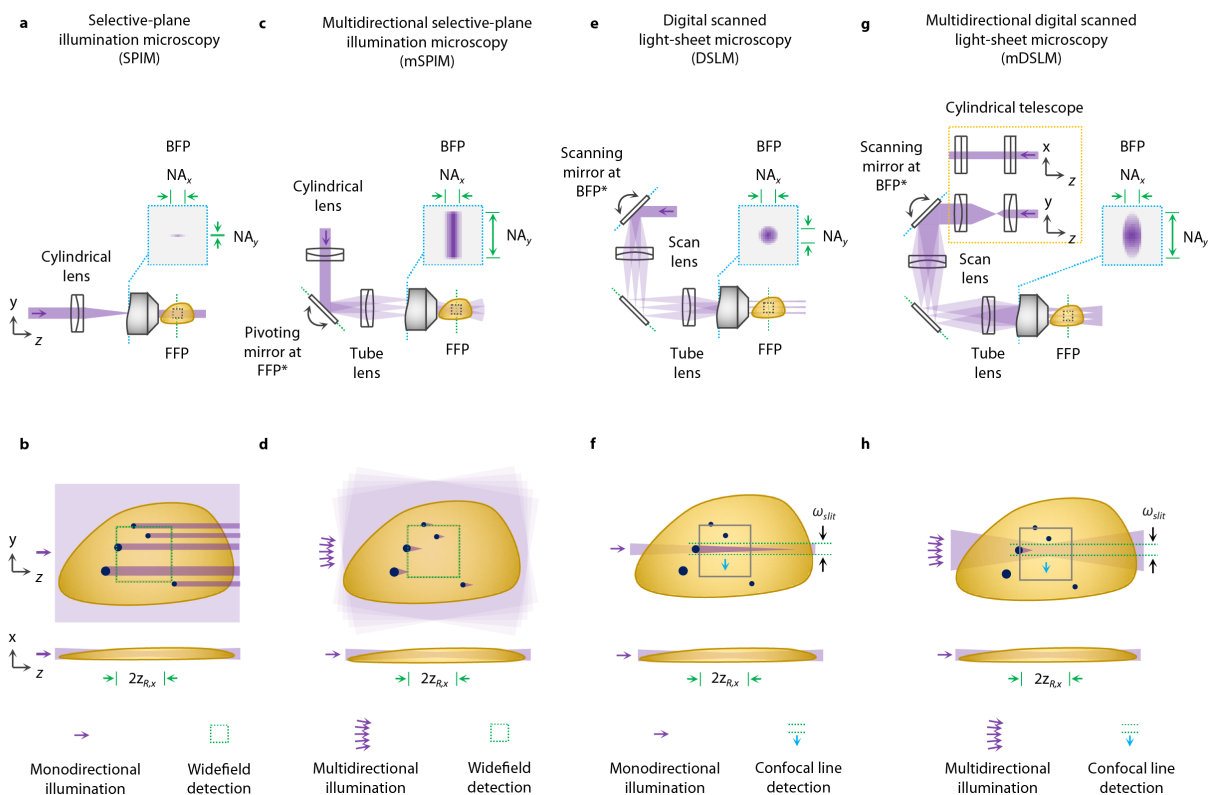 a
Selective-plane
illumination microscopy
(SPIM)
BFP
NAx
NAy
Cylindrical
lens
y
z
FFP
c
Multidirectional selective-plane
illumination microscopy
(mSPIM)
BFP
NAx
NAy
Cylindrical
lens
Pivoting
mirror at
FFP*
Tube
lens
FFP
e
Digital scanned
light-sheet microscopy
(DSLM)
BFP
NAx
NAy
Scanning
mirror at
BFP*
Scan
lens
Tube
lens
FFP
g
Multidirectional digital scanned
light-sheet microscopy
(mDSLM)
Cylindrical telescope
x
z
y
z
BFP
NAx
NAy
Scanning
mirror at
BFP*
Scan
lens
Tube
lens
FFP
b
y
z
x
z
2zR,x
Monodirectional
illumination
Widefield
detection
d
2zR,x
Multidirectional
illumination
Widefield
detection
f
ωslit
2zR,x
Monodirectional
illumination
Confocal line
detection
h
ωslit
2zR,x
Multidirectional
illumination
Confocal line
detection